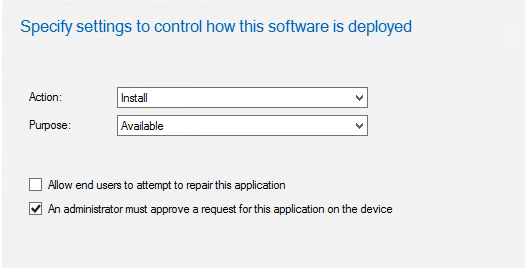 Specify settings to control how this software is deployed
Action: Install
Purpose: Available
Allow end users to attempt to repair this application
An administrator must approve a request for this application on the device